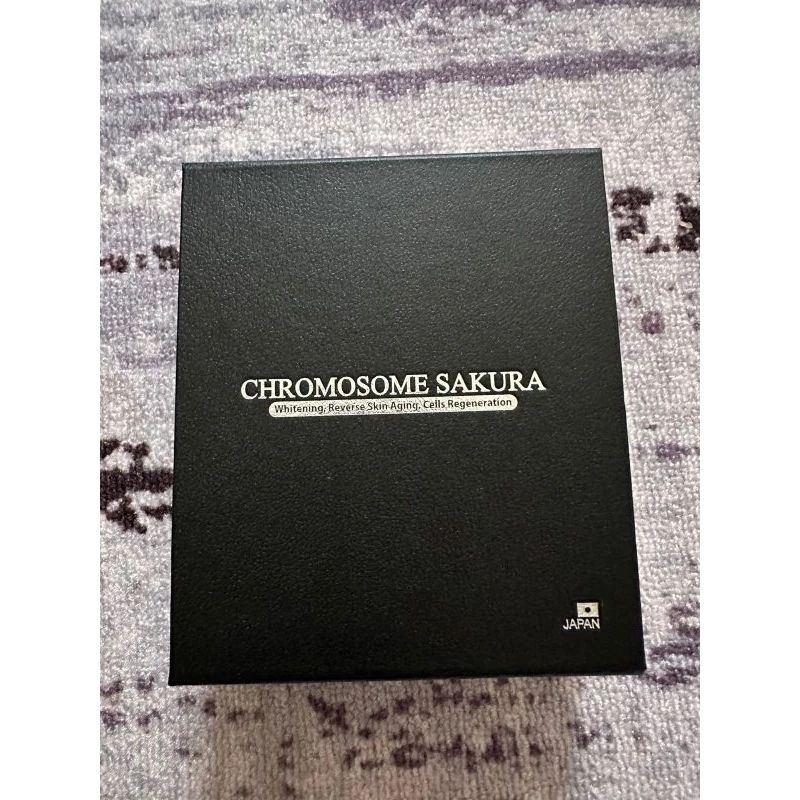 CHROMOSOME SAKURA
Whitening, Reverse Skin Aging, Cells Regeneration
JAPAN